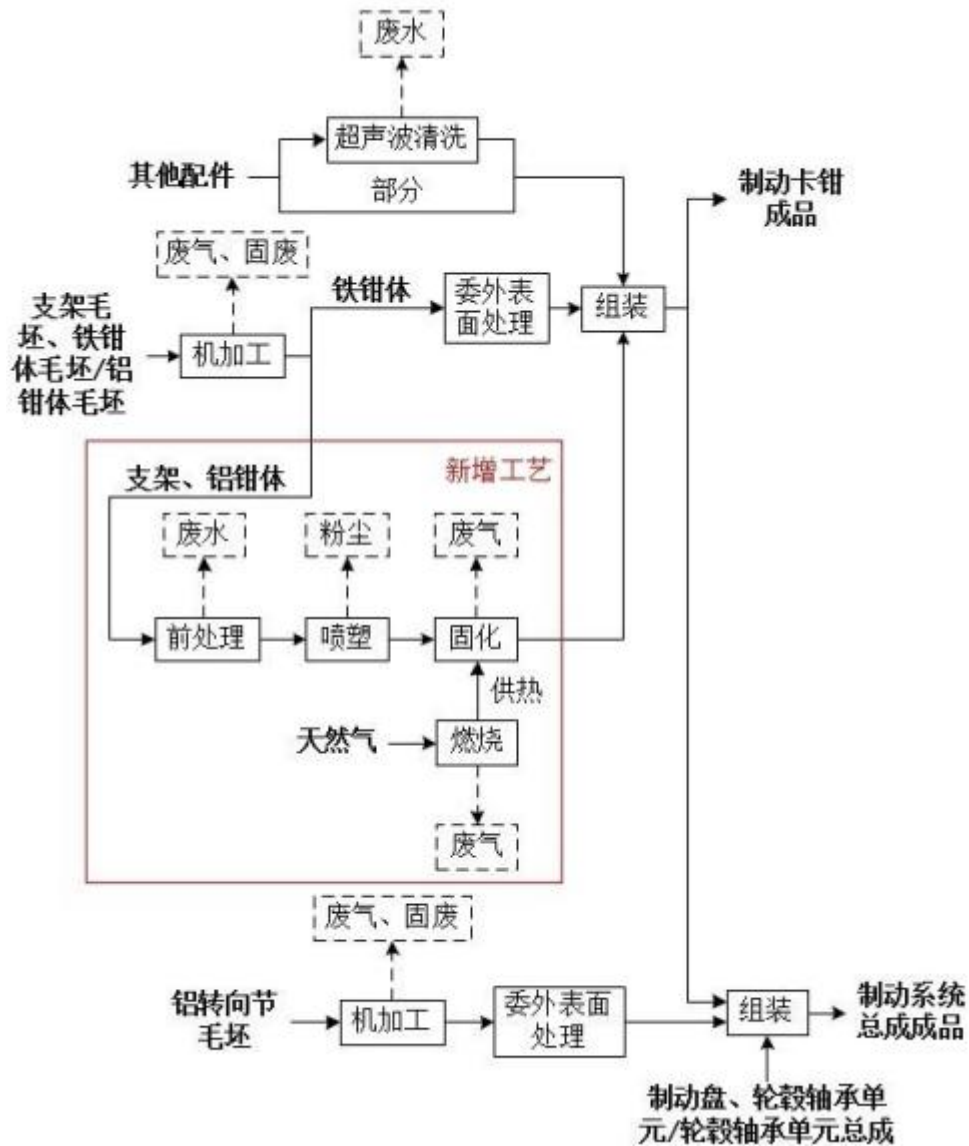 废水
超声波清洗
其他配件
部分
制动卡钳
成品
废气、固废
支架毛
坯、铁钳
体毛坯/铝
钳体毛坯
机加工
铁钳体
委外表
面处理
组装
新增工艺
支架、铝钳体
废水
粉尘
废气
前处理
喷塑
固化
供热
天然气
燃烧
废气
废气、固废
铝转向节
毛坯
机加工
委外表面
处理
组装
制动系统
总成成品
制动盘、轮毂轴承单
元/轮毂轴承单元总成